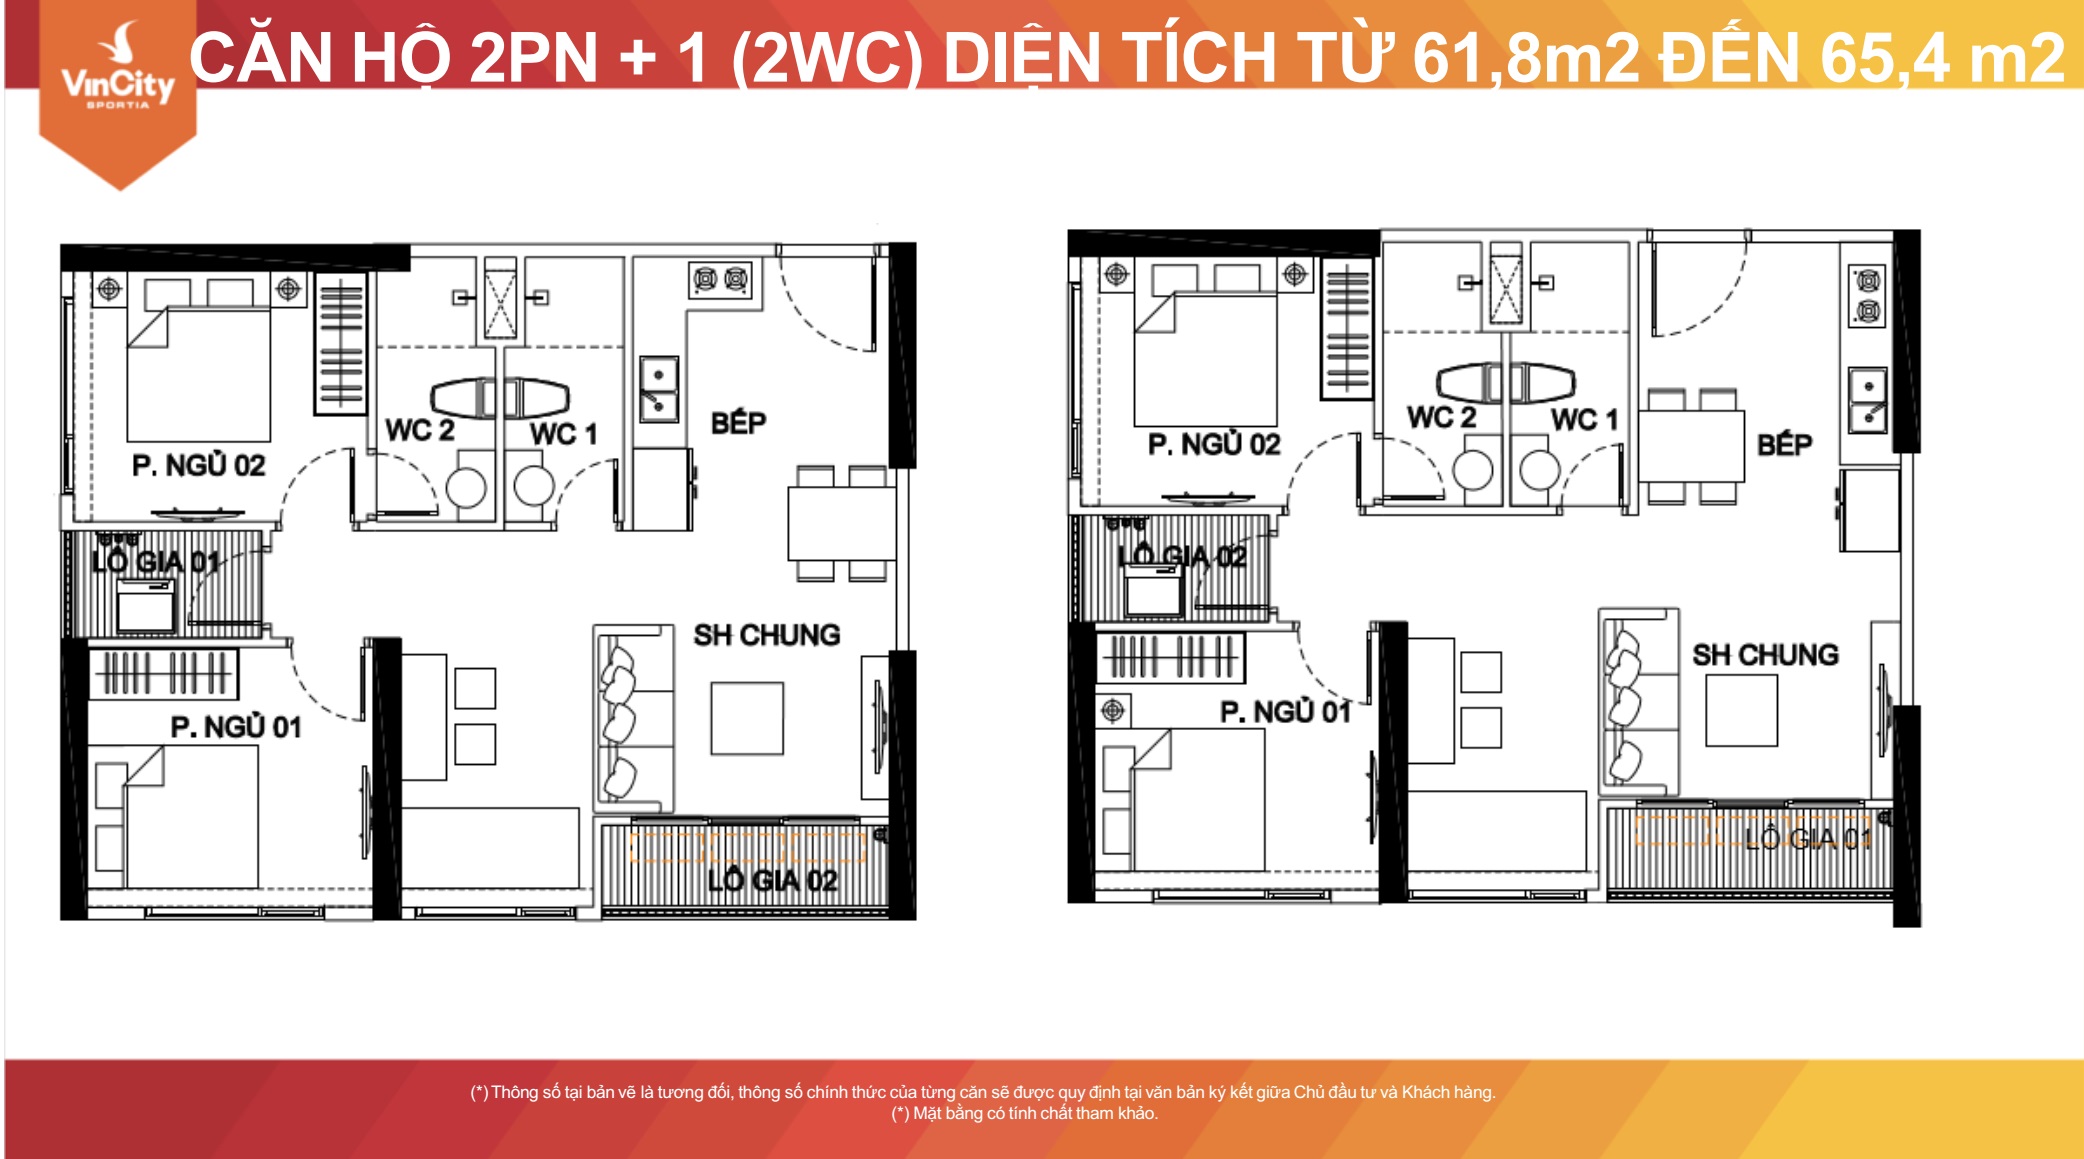 CĂN HỘ 2PN + 1 (2WC) DIỆN TÍCH TỪ 61,8m2 ĐẾN 65,4 m2
VinCity
SPORTIA
WC 2
WC 1
BẾP
P. NGỦ 02
LÔ GIA 01
SH CHUNG
P. NGỦ 01
LÔ GIA 02
WC 2
WC 1
P. NGỦ 02
BẾP
LÔ GIA 02
SH CHUNG
P. NGỦ 01
LÔ GIA 01
(*) Thông số tại bản vẽ là tương đối, thông số chính thức của từng căn sẽ được quy định tại văn bản ký kết giữa Chủ đầu tư và Khách hàng.
(*) Mặt bằng có tính chất tham khảo.